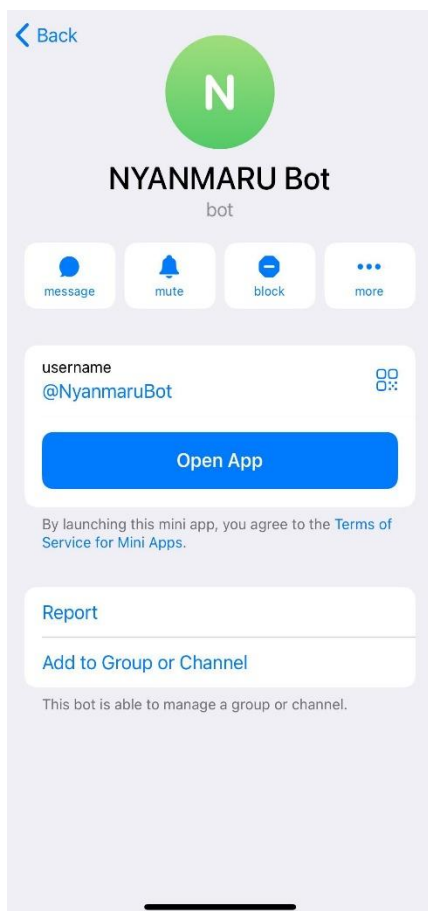 Back
N
NYANMARU Bot
bot
message mute block more
username
@NyanmaruBot
Open App
By launching this mini app, you agree to the Terms of
Service for Mini Apps.
Report
Add to Group or Channel
This bot is able to manage a group or channel.